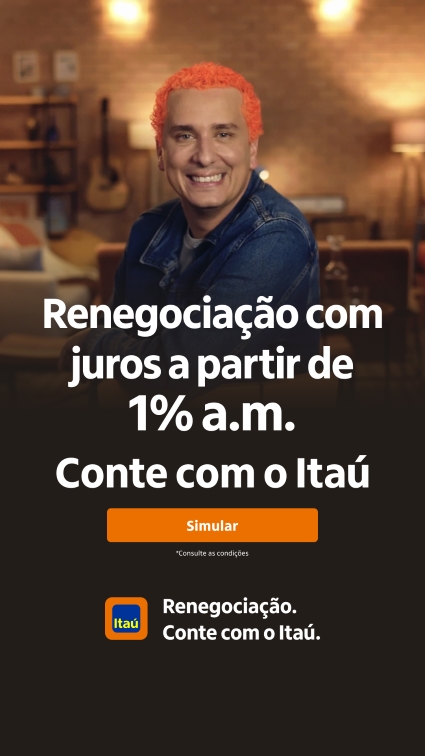 Renegociação com
juros a partir de
1% a.m.
Conte com o Itaú
Simular
*Consulte as condições
Itaú
Renegociação.
Conte com o Itaú.